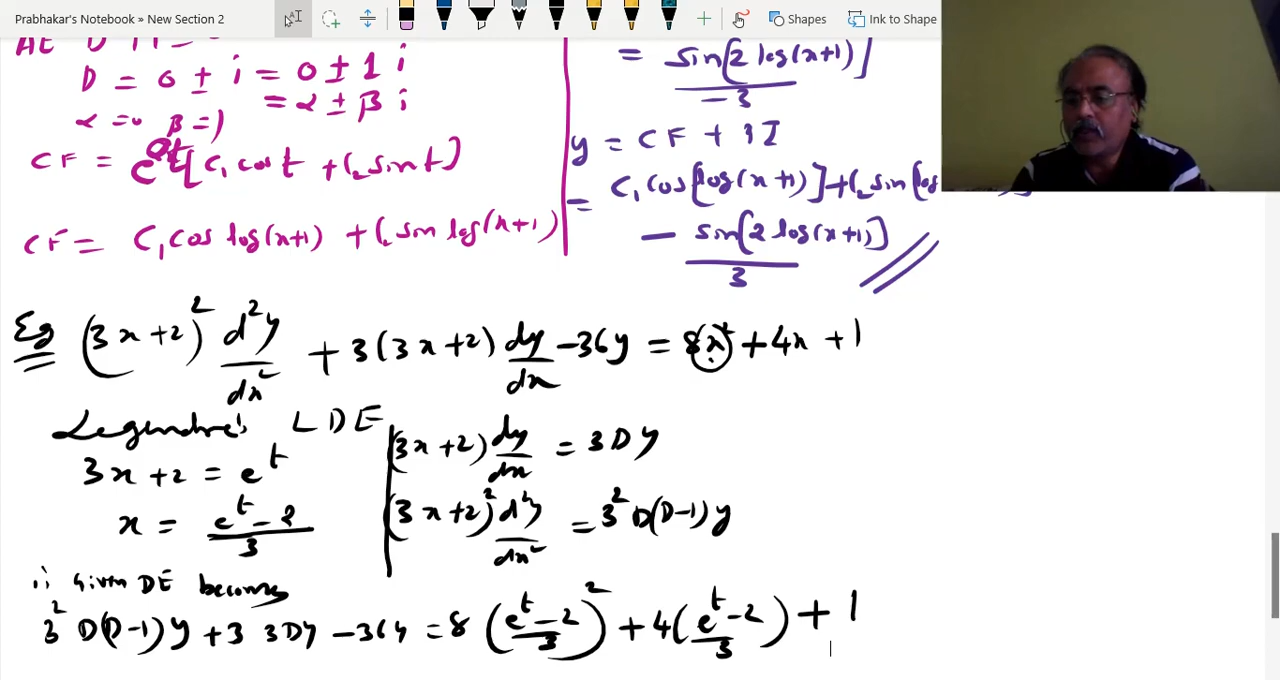 Prabhakar's Notebook » New Section 2
Shapes
Ink to Shape
D = 0 ± i = 0 ± 1 i
= α ± β i
α = 0 β = 1
CF = e^0t [C₁ cos t + C₂ sin t]
CF = C₁ cos log(x+1) + C₂ sin log(x+1)
= sin[2 log(x+1)] / -3
y = CF + PI
= C₁ cos[log(x+1)] + C₂ sin[log
- sin[2 log(x+1)] / 3
Eg (3x+2)² d²y/dx² + 3(3x+2) dy/dx - 36y = 8x² + 4x + 1
Legendre's LDE
3x+2 = e^t
x = (e^t - 2)/3
(3x+2) dy/dx = 3Dy
(3x+2)² d²y/dx² = 3² D(D-1)y
∴ Given DE becomes
3² D(D-1)y + 3 3Dy - 36y = 8((e^t - 2)/3)² + 4((e^t - 2)/3) + 1